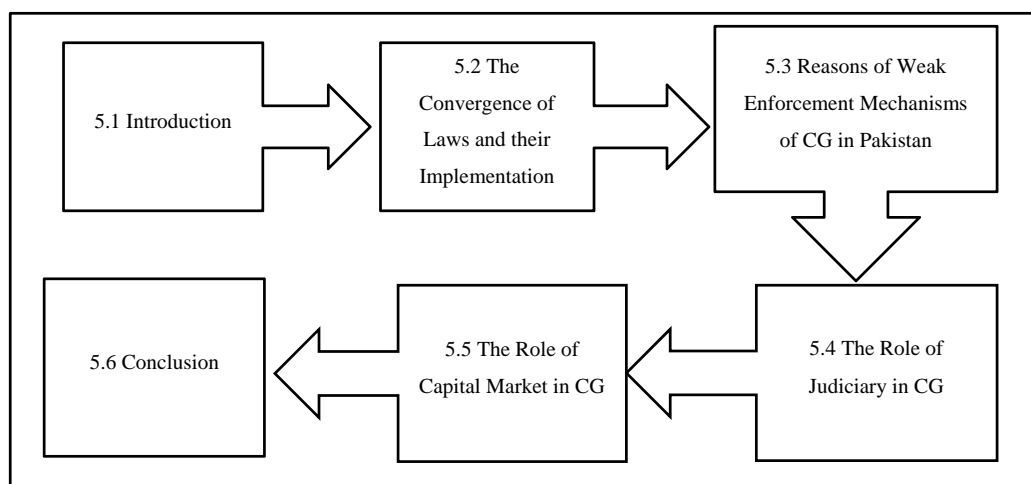 5.1 Introduction
5.2 The
Convergence of
Laws and their
Implementation
5.3 Reasons of Weak
Enforcement Mechanisms
of CG in Pakistan
5.4 The Role of
Judiciary in CG
5.5 The Role of
Capital Market in CG
5.6 Conclusion